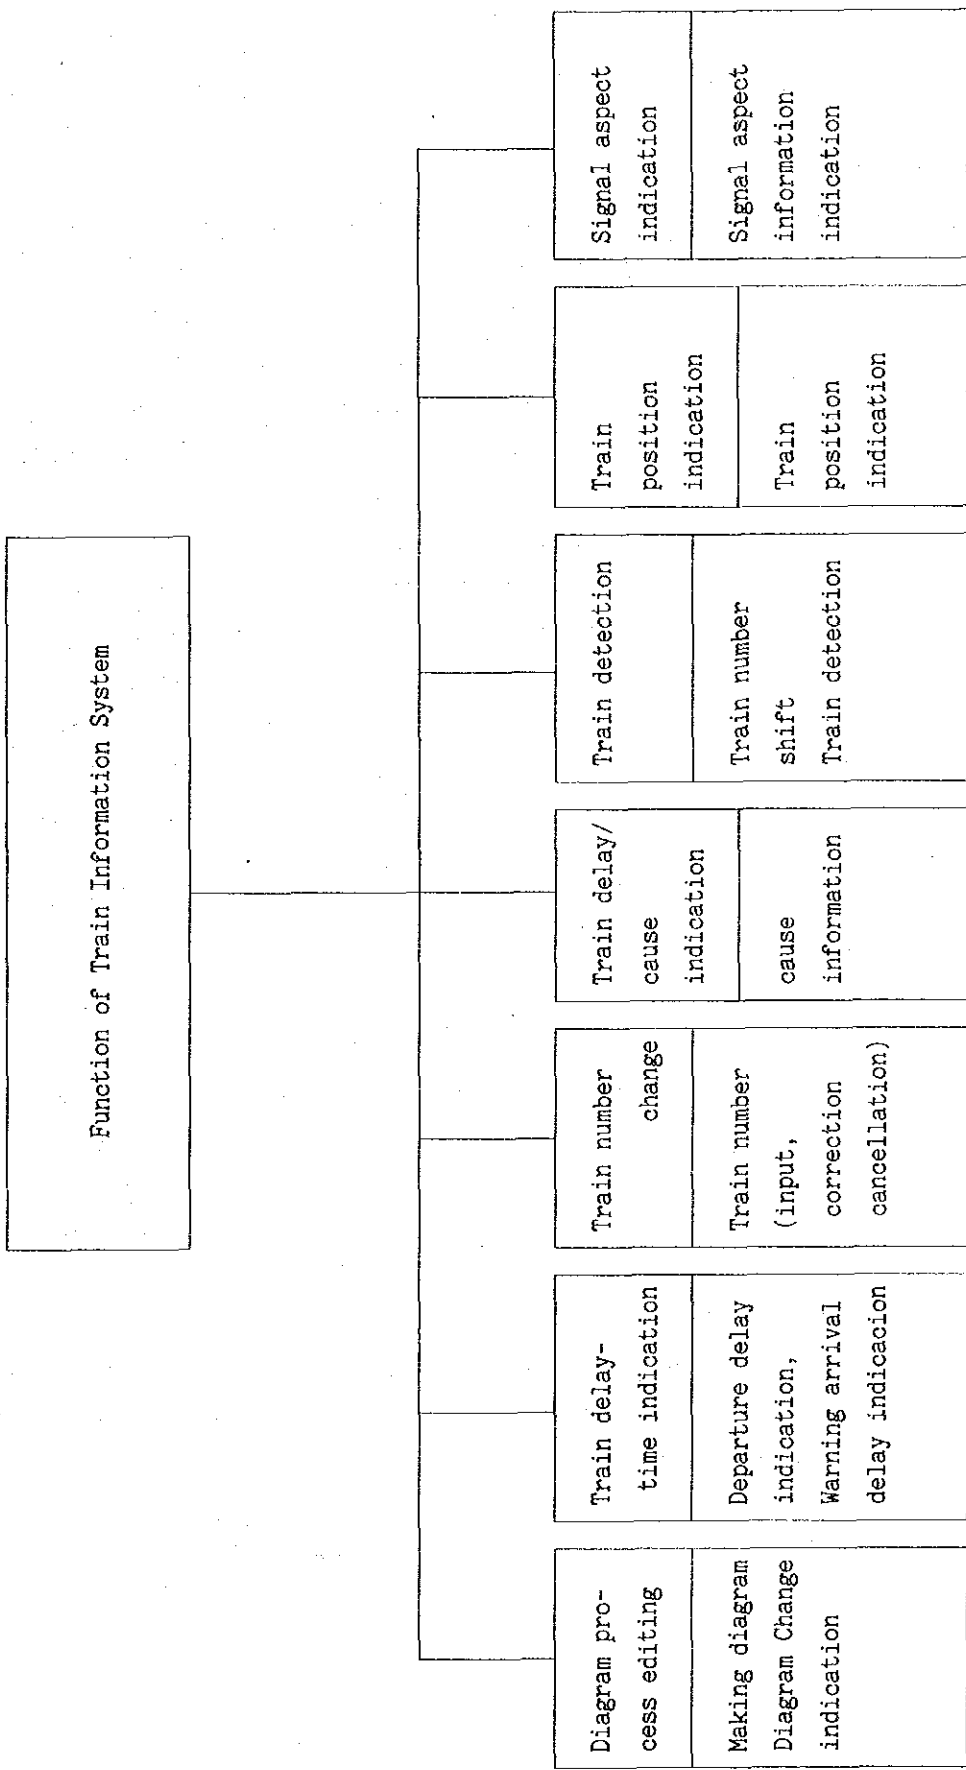 Function of Train Information System
Diagram pro-
cess editing
Making diagram
Diagram Change
indication
Train delay-
time indication
Departure delay
indication,
Warning arrival
delay indicacion
Train number
change
Train number
(input,
correction
cancellation)
Train delay/
cause
indication
cause
information
Train detection
Train number
shift
Train detection
Train
position
indication
Train
position
indication
Signal aspect
indication
Signal aspect
information
indication